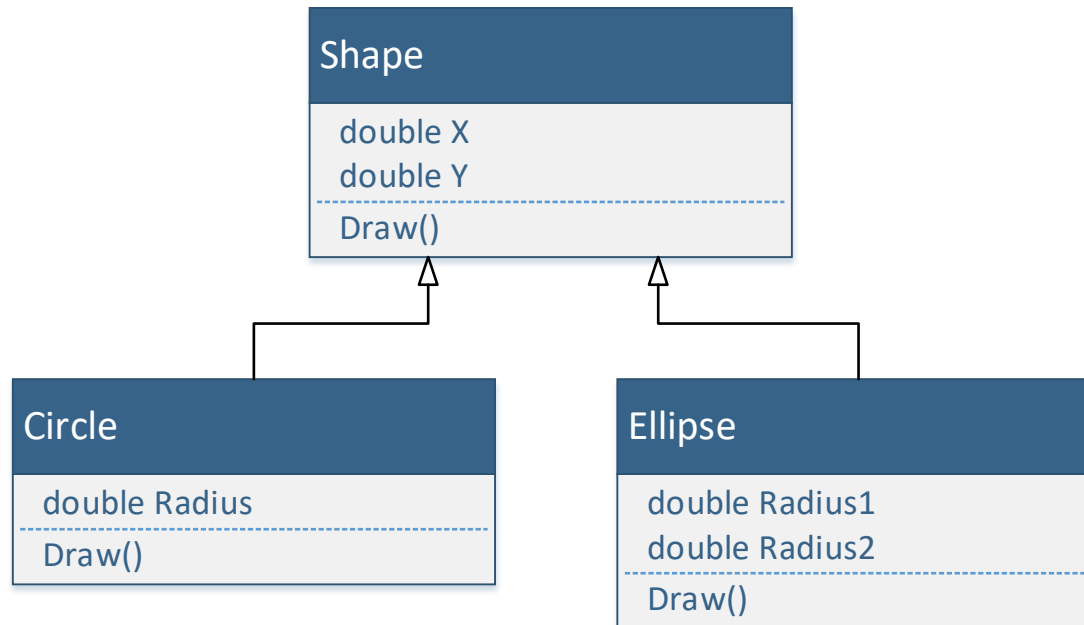 Shape
double X
double Y
Draw()
Circle
double Radius
Draw()
Ellipse
double Radius1
double Radius2
Draw()